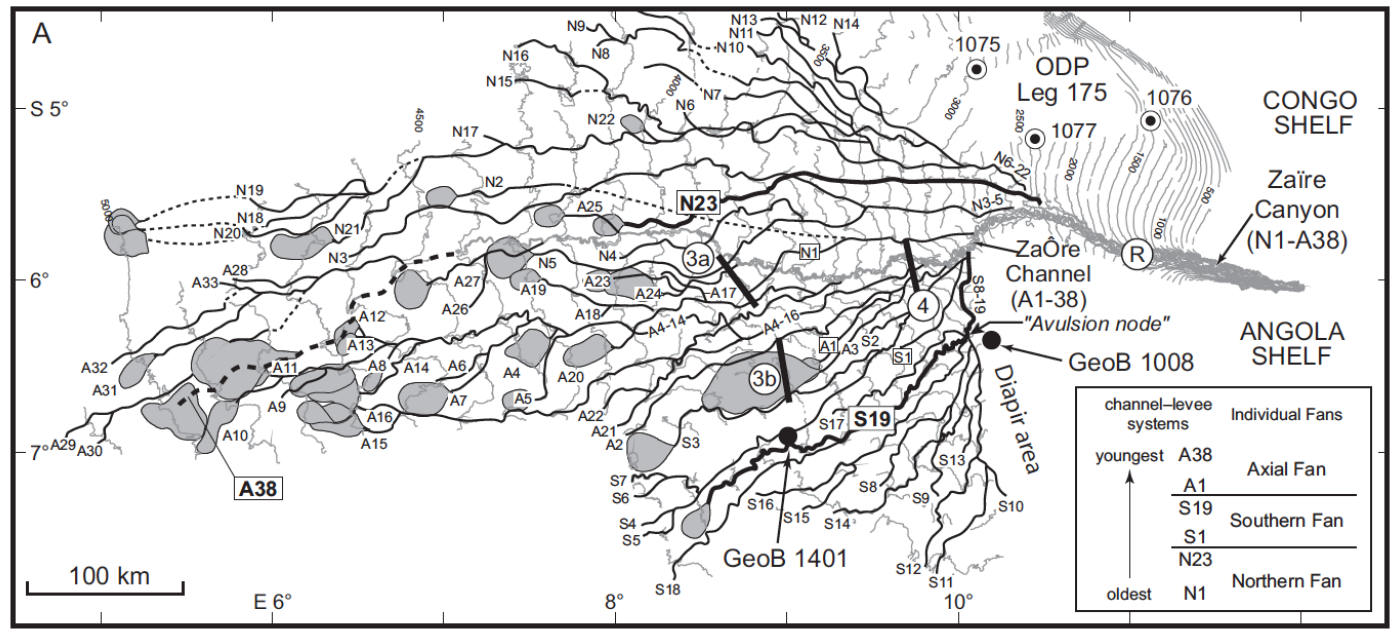 A
N9
N13
N12
N14
N11
N10
N8
N16
N15
3500
4000
N7
N6
N22
1075
ODP
Leg 175
3000
2500
1076
1077
2000
1500
1000
500
CONGO
SHELF
S 5°
4500
N17
N6-22
N2
N19
N18
N20
N21
A25
N23
N3-5
Zaïre
Canyon
(N1-A38)
R
N3
N4
N5
3a
N1
ZaÔre
Channel
(A1-38)
6°
A28
A33
A27
A26
A19
A23
A24
A17
A18
4
S8-19
"Avulsion node"
A12
A13
A4-14
A4-16
A1
A3
S2
S1
ANGOLA
SHELF
GeoB 1008
A32
A31
A11
A8
A14
A6
A4
A20
3b
Diapir area
A9
A7
A5
A22
A16
A15
A10
A29
A30
A21
A2
S3
S17
S19
7°
A38
S7
S6
S4
S5
S18
S16
S15
S14
S8
S9
S13
S10
S12
S11
GeoB 1401
100 km
E 6°
8°
10°
channel–levee
systems
Individual Fans
youngest
A38
A1
Axial Fan
S19
S1
Southern Fan
N23
N1
Northern Fan
oldest